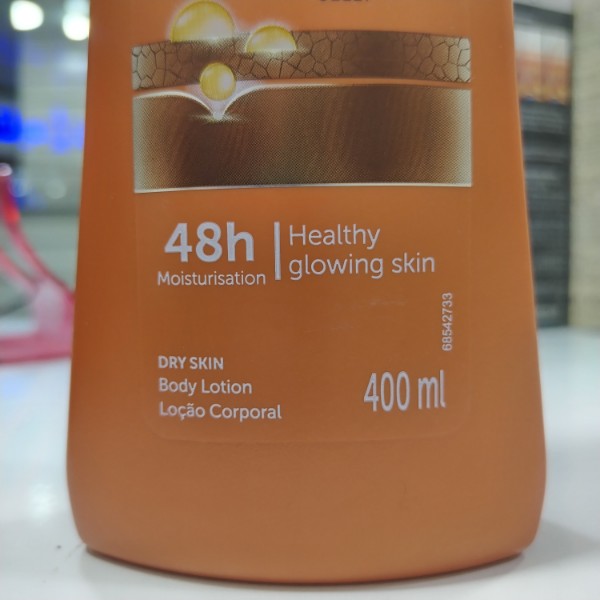 48h
Moisturisation
Healthy
glowing skin
68542733
DRY SKIN
Body Lotion
Loção Corporal
400 ml